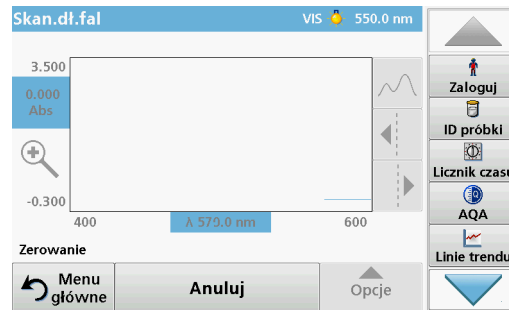 Skan.dł.fal
VIS 550.0 nm
3.500
0.000
Abs
-0.300
400
λ 579.0 nm
600
Zerowanie
Menu
główne
Anuluj
Opcje
Zaloguj
ID próbki
Licznik czasu
AQA
Linie trendu